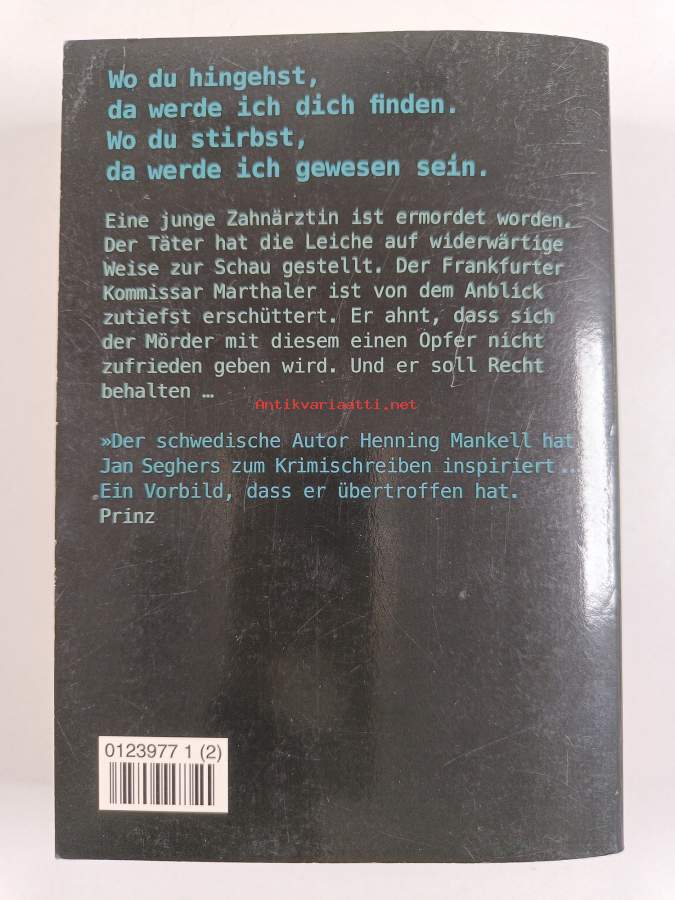 Wo du hingehst,
da werde ich dich finden.
Wo du stirbst,
da werde ich gewesen sein.
Eine junge Zahnärztin ist ermordet worden.
Der Täter hat die Leiche auf widerwärtige
Weise zur Schau gestellt. Der Frankfurter
Kommissar Marthaler ist von dem Anblick
zutiefst erschüttert. Er ahnt, dass sich
der Mörder mit diesem einen Opfer nicht
zufrieden geben wird. Und er soll Recht
behalten …
Antikvariaatti.net
»Der schwedische Autor Henning Mankell hat
Jan Seghers zum Krimischreiben inspiriert …
Ein Vorbild, dass er übertroffen hat.
Prinz
0123977 1 (2)